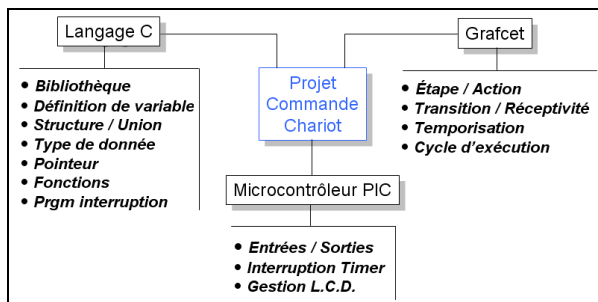 Langage C
Bibliothèque
Définition de variable
Structure / Union
Type de donnée
Pointeur
Fonctions
Prgm interruption
Projet
Commande
Chariot
Grafcet
Étape / Action
Transition / Réceptivité
Temporisation
Cycle d'exécution
Microcontrôleur PIC
Entrées / Sorties
Interruption Timer
Gestion L.C.D.